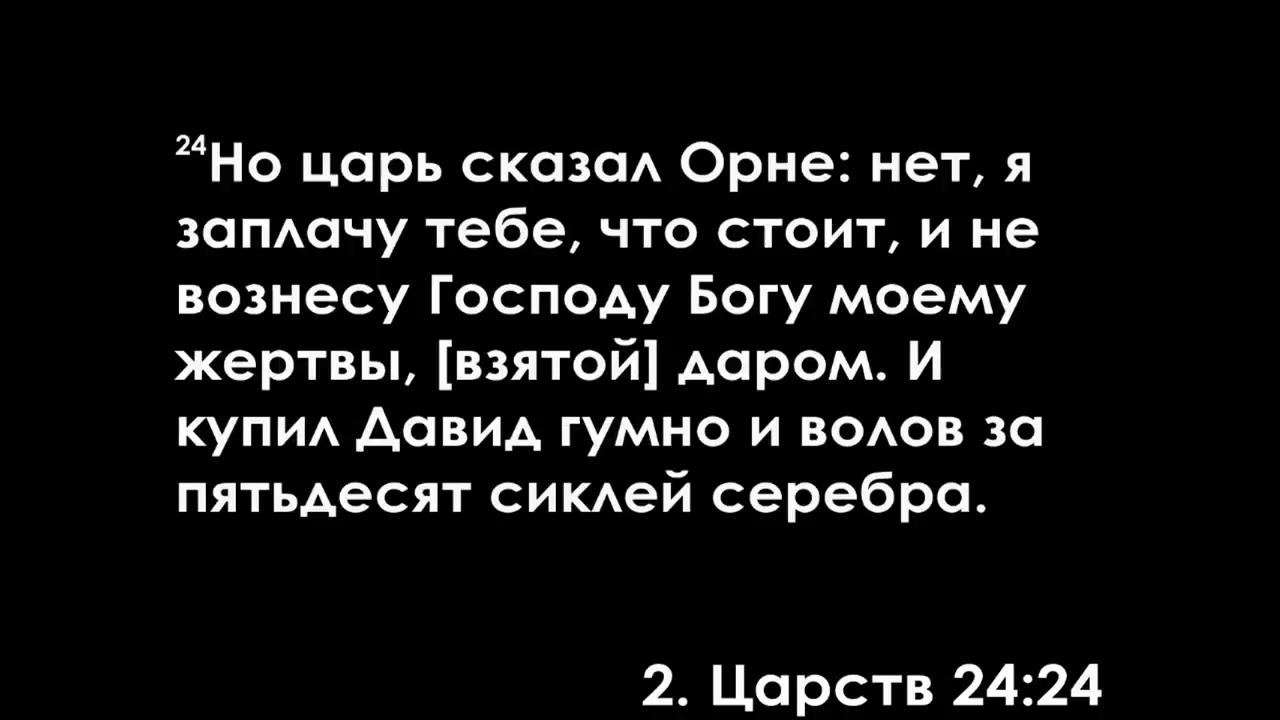 ²⁴Но царь сказал Орне: нет, я
заплачу тебе, что стоит, и не
вознесу Господу Богу моему
жертвы, [взятой] даром. И
купил Давид гумно и волов за
пятьдесят сиклей серебра.
2. Царств 24:24